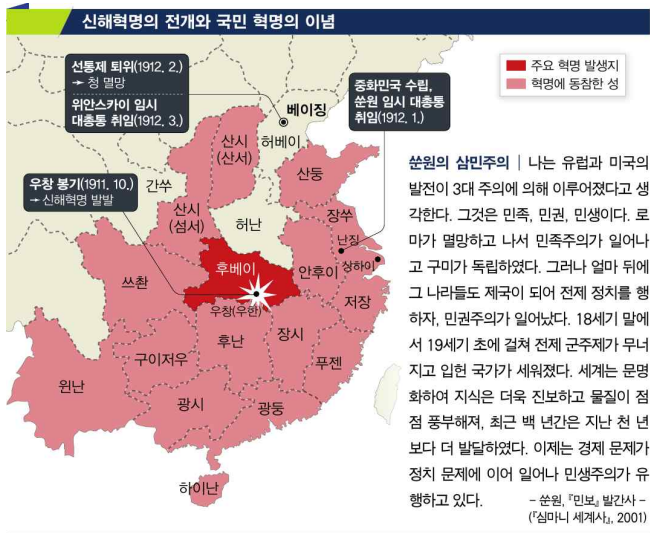 신해혁명의 전개와 국민 혁명의 이념
선통제 퇴위(1912. 2.)
→ 청 멸망
위안스카이 임시
대총통 취임(1912. 3.)
중화민국 수립,
쑨원 임시 대총통
취임(1912. 1.)
주요 혁명 발생지
혁명에 동참한 성
베이징
산시
(산서)
허베이
산둥
우창 봉기(1911. 10.)
→ 신해혁명 발발
간쑤
산시
(섬서)
허난
장쑤
난징
상하이
안후이
후베이
쓰촨
우창(우한)
저장
장시
후난
구이저우
푸젠
윈난
광시
광둥
하이난
쑨원의 삼민주의 | 나는 유럽과 미국의
발전이 3대 주의에 의해 이루어졌다고 생
각한다. 그것은 민족, 민권, 민생이다. 로
마가 멸망하고 나서 민족주의가 일어나
고 구미가 독립하였다. 그러나 얼마 뒤에
그 나라들도 제국이 되어 전제 정치를 행
하자, 민권주의가 일어났다. 18세기 말에
서 19세기 초에 걸쳐 전제 군주제가 무너
지고 입헌 국가가 세워졌다. 세계는 문명
화하여 지식은 더욱 진보하고 물질이 점
점 풍부해져, 최근 백 년간은 지난 천 년
보다 더 발달하였다. 이제는 경제 문제가
정치 문제에 이어 일어나 민생주의가 유
행하고 있다.
- 쑨원, 『민보』 발간사 -
(『심마니 세계사』, 2001)